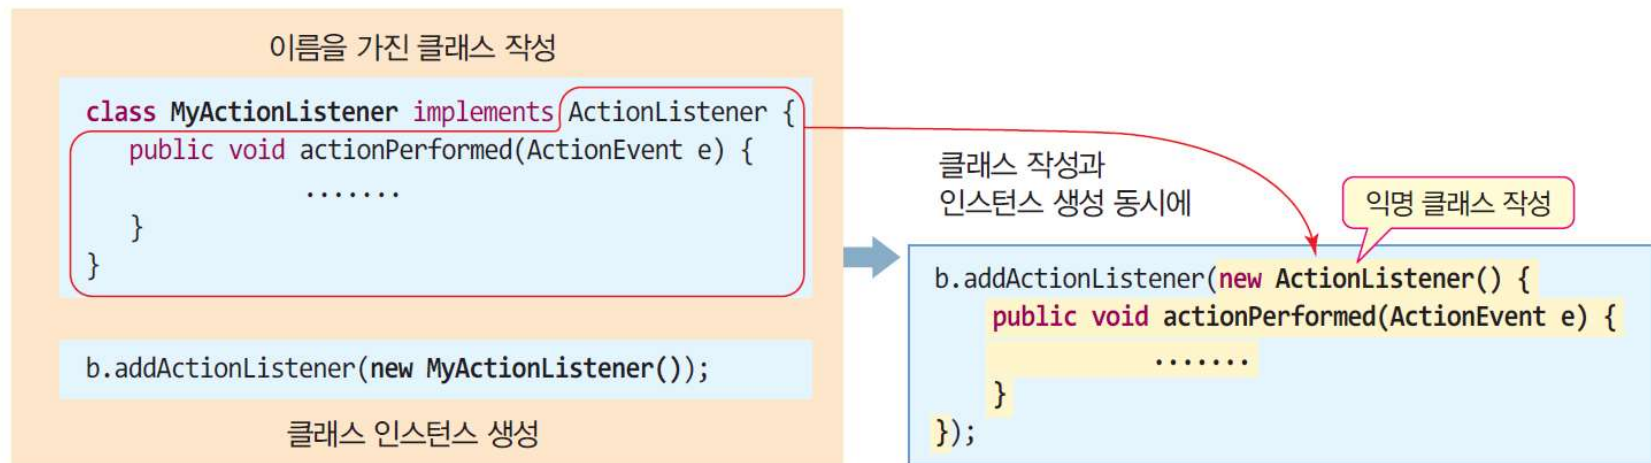 이름을 가진 클래스 작성
class MyActionListener implements ActionListener {
public void actionPerformed(ActionEvent e) {
.......
}
}
b.addActionListener(new MyActionListener());
클래스 인스턴스 생성
클래스 작성과
인스턴스 생성 동시에
익명 클래스 작성
b.addActionListener(new ActionListener() {
public void actionPerformed(ActionEvent e) {
.......
}
});